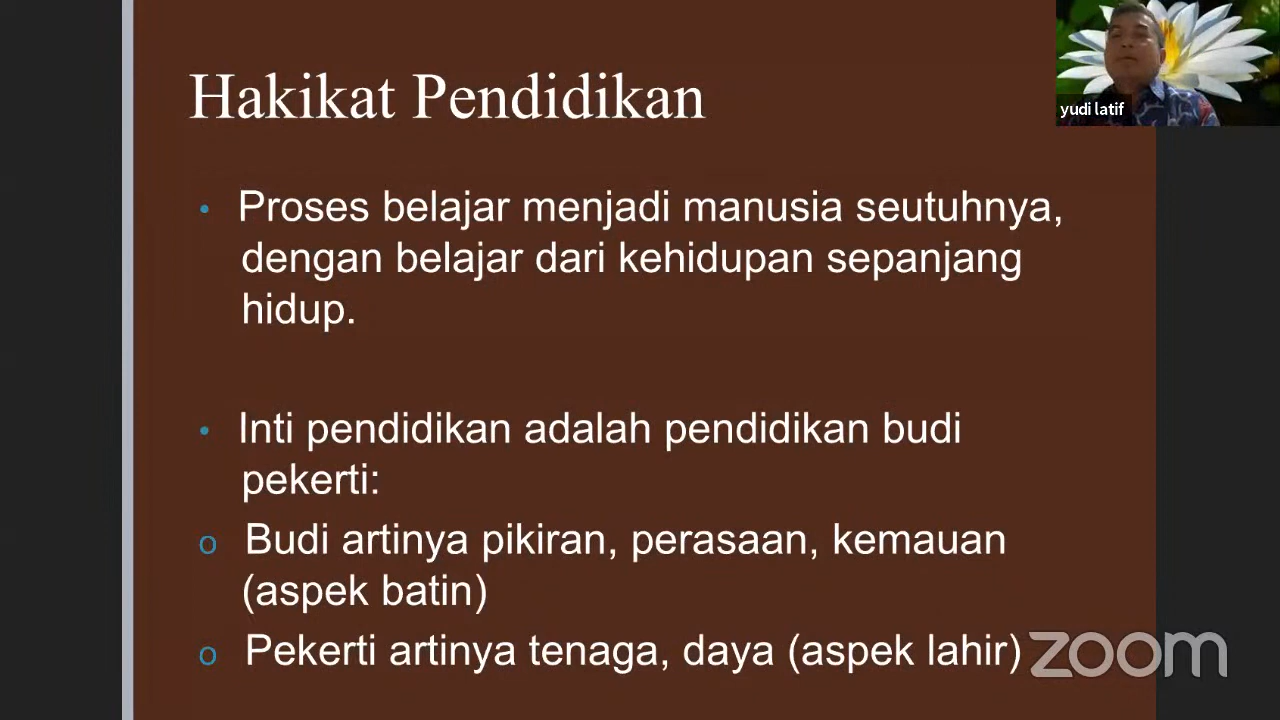 Hakikat Pendidikan
yudi latif
• Proses belajar menjadi manusia seutuhnya,
dengan belajar dari kehidupan sepanjang
hidup.
• Inti pendidikan adalah pendidikan budi
pekerti:
o Budi artinya pikiran, perasaan, kemauan
(aspek batin)
o Pekerti artinya tenaga, daya (aspek lahir)
zoom